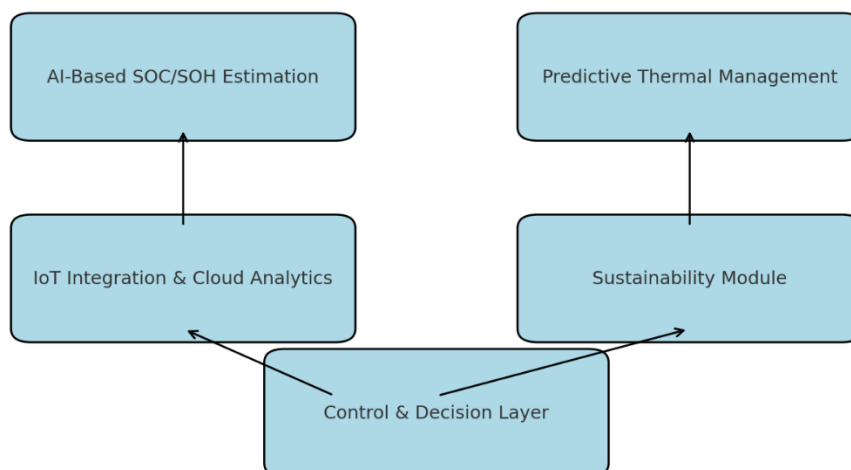 AI-Based SOC/SOH Estimation
Predictive Thermal Management
IoT Integration & Cloud Analytics
Sustainability Module
Control & Decision Layer